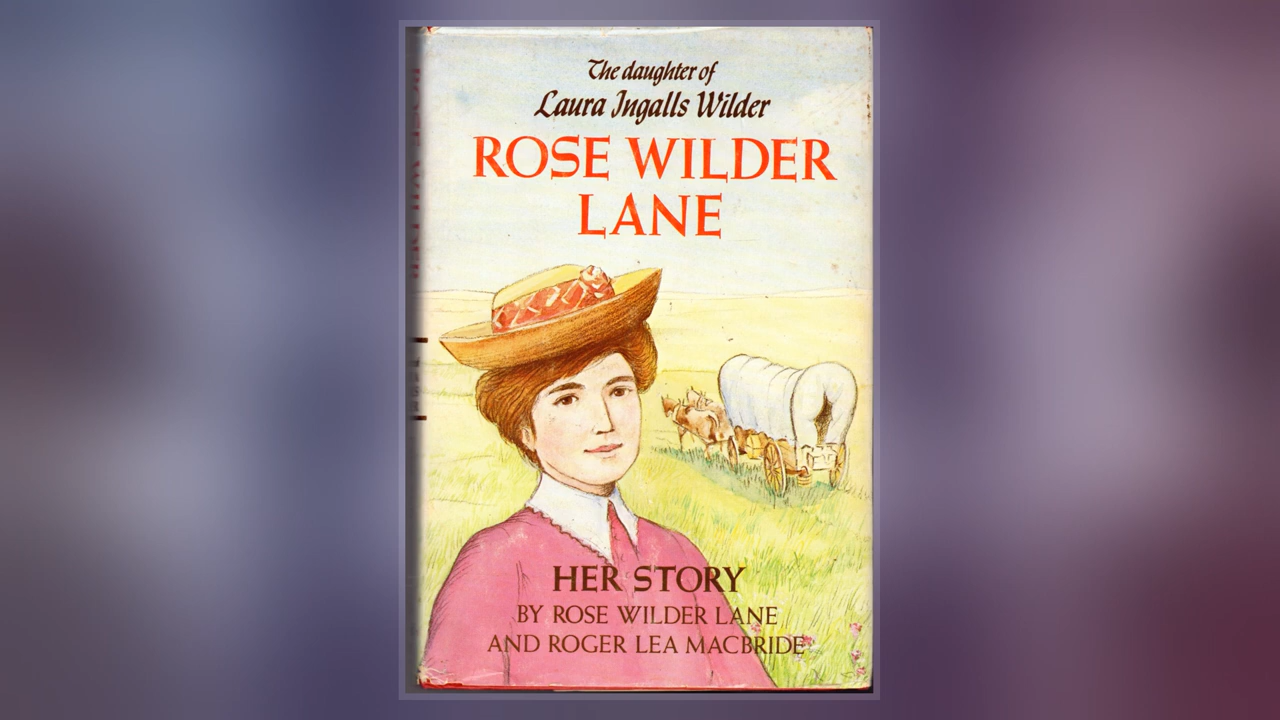 The daughter of
Laura Ingalls Wilder
ROSE WILDER
LANE
HER STORY
BY ROSE WILDER LANE
AND ROGER LEA MACBRIDE